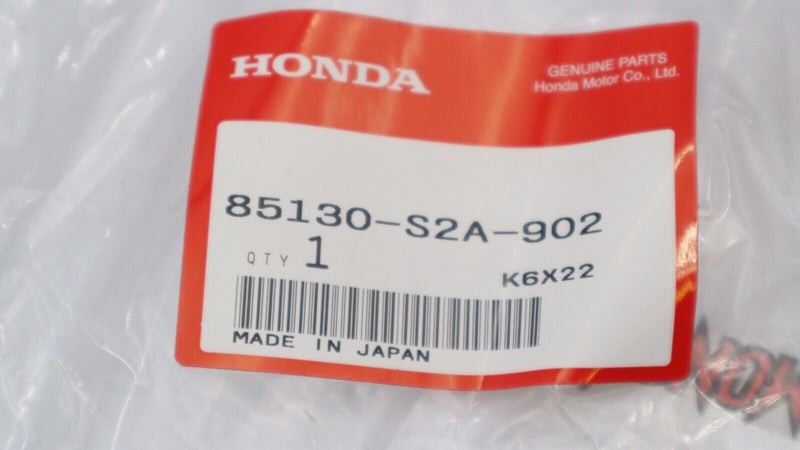 HONDA
GENUINE PARTS
Honda Motor Co., Ltd.
85130-S2A-902
QTY 1
K6X22
MADE IN JAPAN